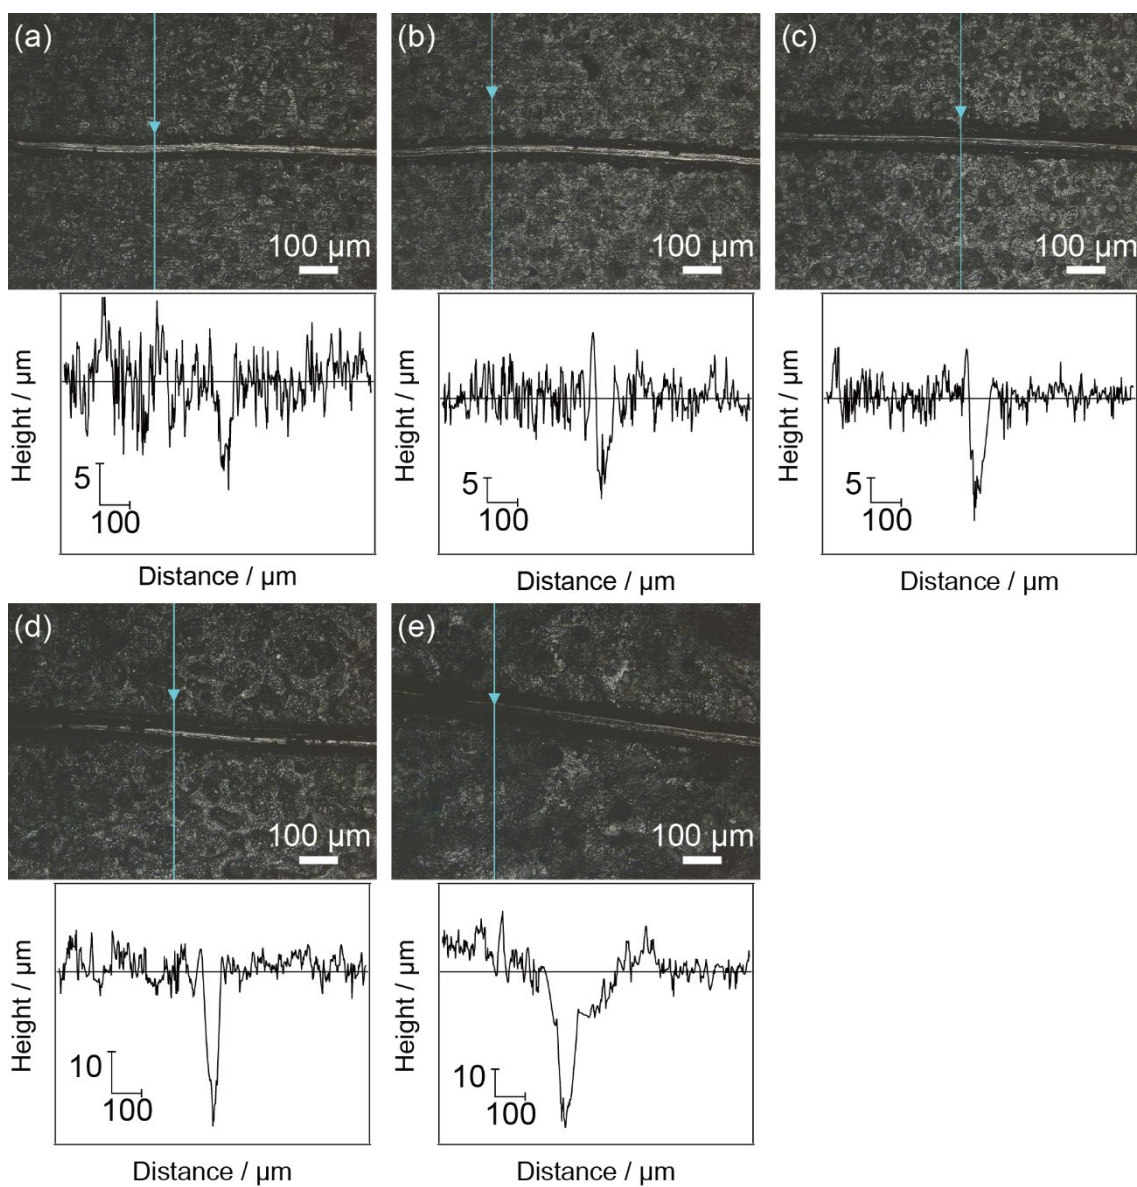 (a)
100 µm
(b)
100 µm
(c)
100 µm
Height / µm
5
100
Distance / µm
Height / µm
5
100
Distance / µm
Height / µm
5
100
Distance / µm
(d)
100 µm
(e)
100 µm
Height / µm
10
100
Distance / µm
Height / µm
10
100
Distance / µm